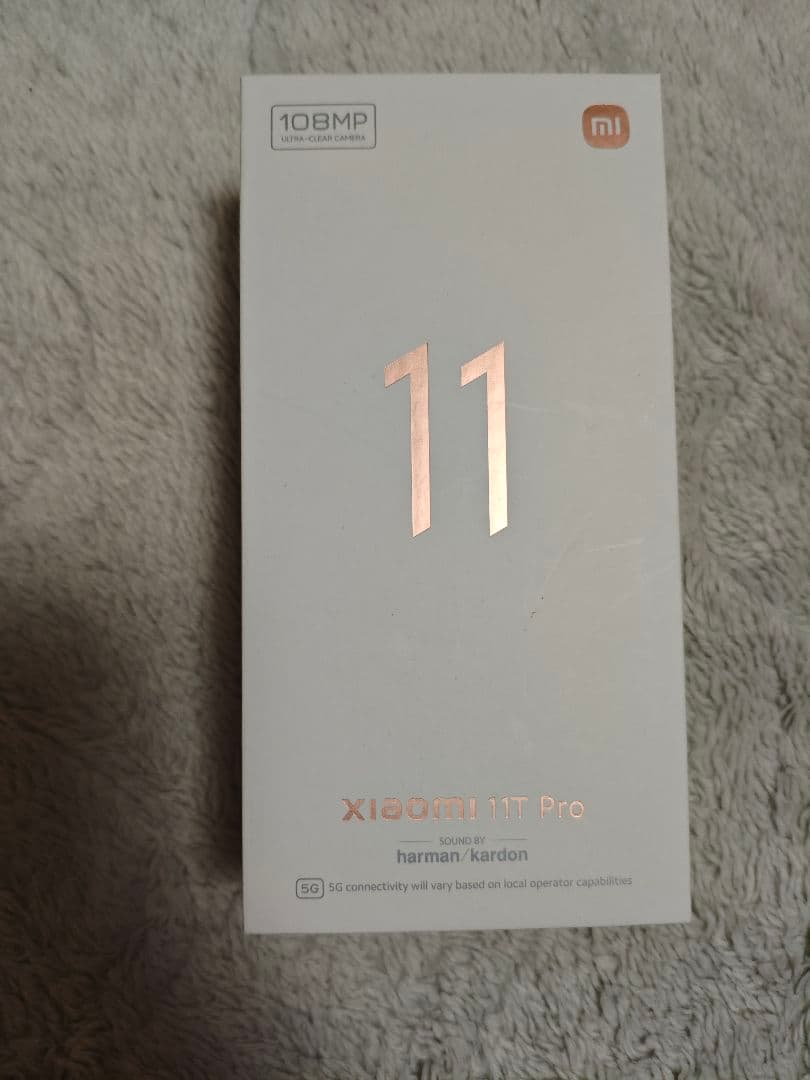 108MP
ULTRA-CLEAR CAMERA
mi
11
xiaomi 11T Pro
SOUND BY
harman/kardon
5G 5G connectivity will vary based on local operator capabilities